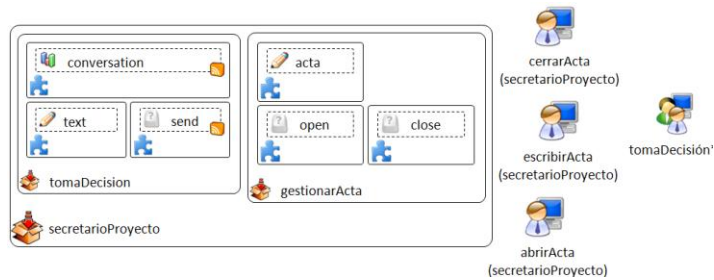 conversation
text
send
tomaDecision
acta
open
close
gestionarActa
secretarioProyecto
cerrarActa
(secretarioProyecto)
escribirActa
(secretarioProyecto)
abrirActa
(secretarioProyecto)
tomaDecisión'